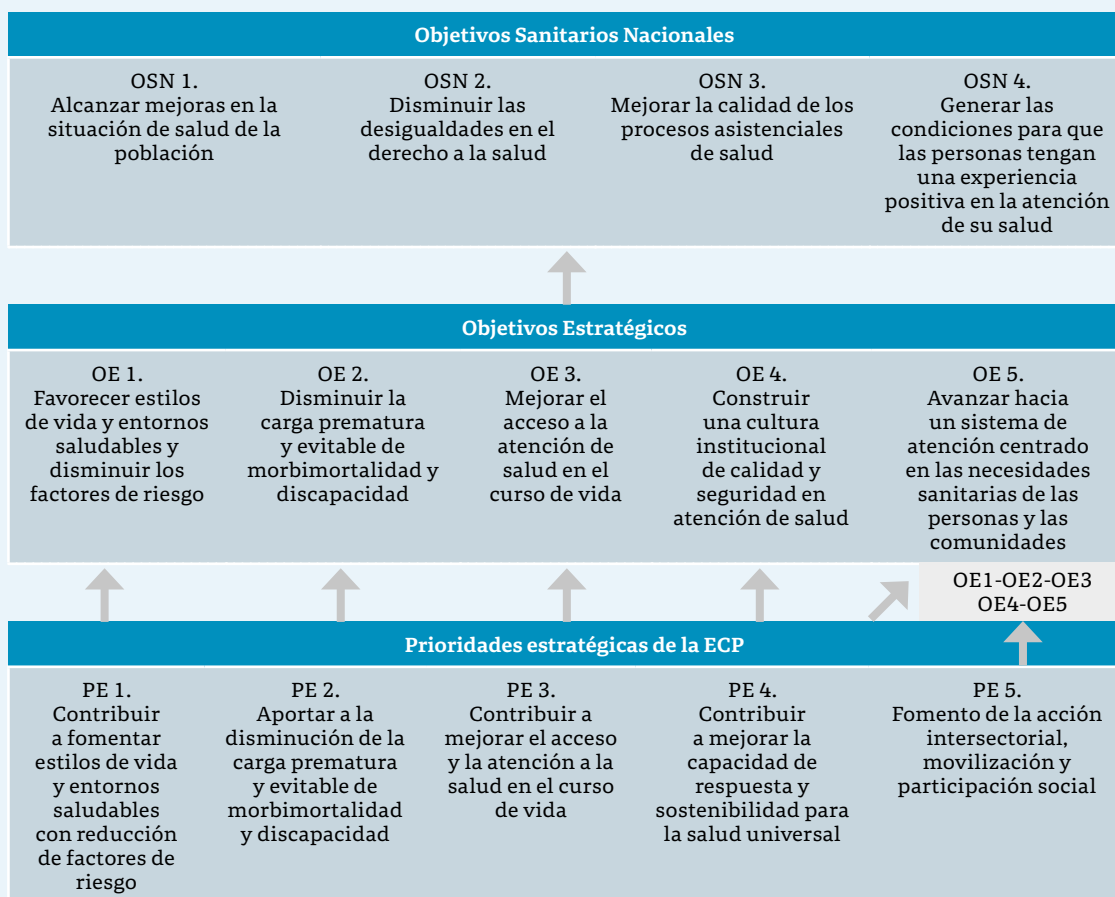 Objetivos Sanitarios Nacionales
OSN 1.
Alcanzar mejoras en la
situación de salud de la
población
OSN 2.
Disminuir las
desigualdades en el
derecho a la salud
OSN 3.
Mejorar la calidad de los
procesos asistenciales
de salud
OSN 4.
Generar las
condiciones para que
las personas tengan
una experiencia
positiva en la atención
de su salud
Objetivos Estratégicos
OE 1.
Favorecer estilos
de vida y entornos
saludables y
disminuir los
factores de riesgo
OE 2.
Disminuir la
carga prematura
y evitable de
morbimortalidad y
discapacidad
OE 3.
Mejorar el
acceso a la
atención de
salud en el
curso de vida
OE 4.
Construir
una cultura
institucional
de calidad y
seguridad en
atención de salud
OE 5.
Avanzar hacia
un sistema de
atención centrado
en las necesidades
sanitarias de las
personas y las
comunidades
OE1-OE2-OE3
OE4-OE5
Prioridades estratégicas de la ECP
PE 1.
Contribuir
a fomentar
estilos de vida
y entornos
saludables
con reducción
de factores de
riesgo
PE 2.
Aportar a la
disminución de la
carga prematura
y evitable de
morbimortalidad
y discapacidad
PE 3.
Contribuir a
mejorar el acceso
y la atención a la
salud en el curso
de vida
PE 4.
Contribuir
a mejorar la
capacidad de
respuesta y
sostenibilidad para
la salud universal
PE 5.
Fomento de la acción
intersectorial,
movilización y
participación social